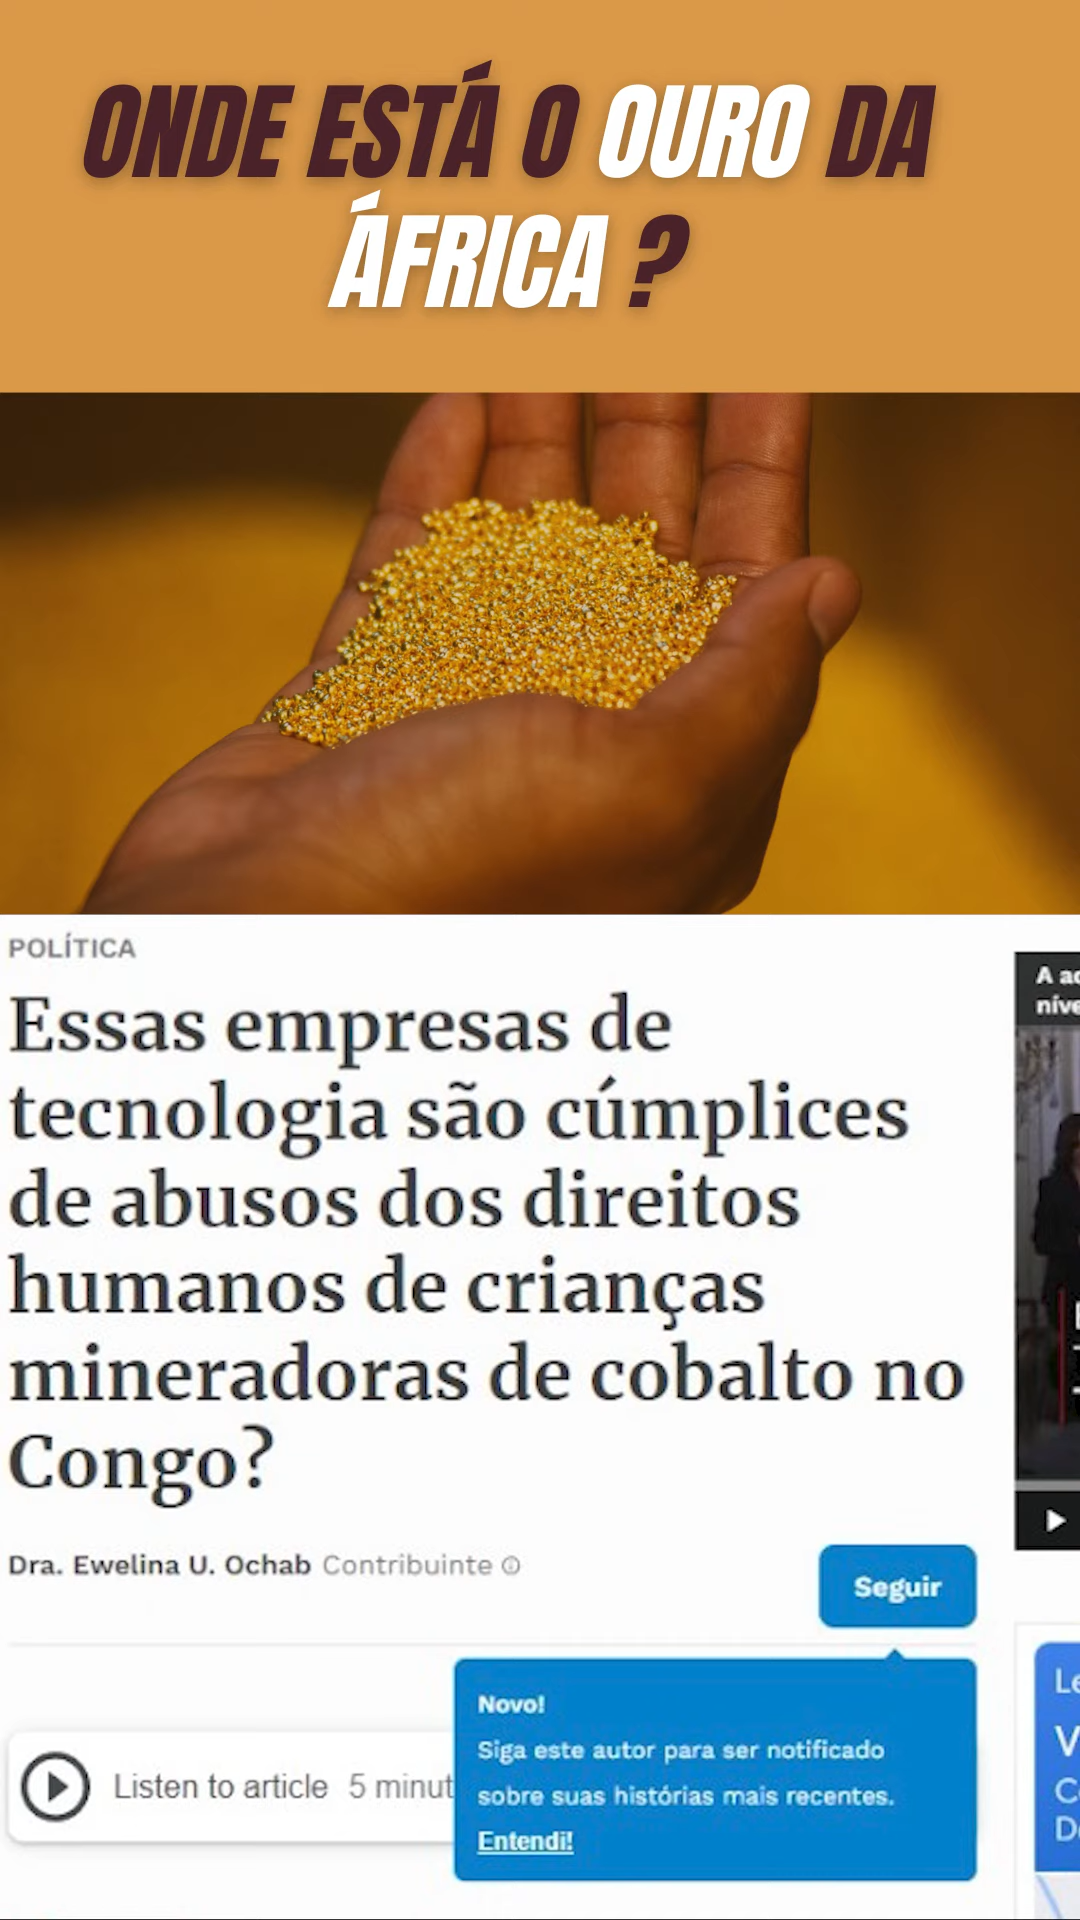 ONDE ESTÁ O OURO DA
ÁFRICA ?
POLÍTICA
Essas empresas de
tecnologia são cúmplices
de abusos dos direitos
humanos de crianças
mineradoras de cobalto no
Congo?
Dra. Ewelina U. Ochab Contribuinte
Seguir
Novo!
Siga este autor para ser notificado
sobre suas histórias mais recentes.
Entendi!
Listen to article 5 minut
A